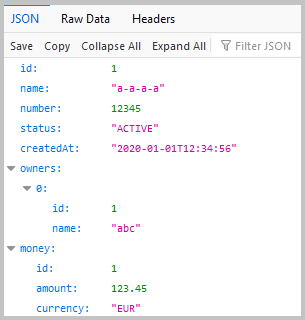 JSON Raw Data Headers
Save Copy Collapse All Expand All Filter JSON
id: 1
name: "a-a-a-a"
number: 12345
status: "ACTIVE"
createdAt: "2020-01-01T12:34:56"
owners:
0:
id: 1
name: "abc"
money:
id: 1
amount: 123.45
currency: "EUR"